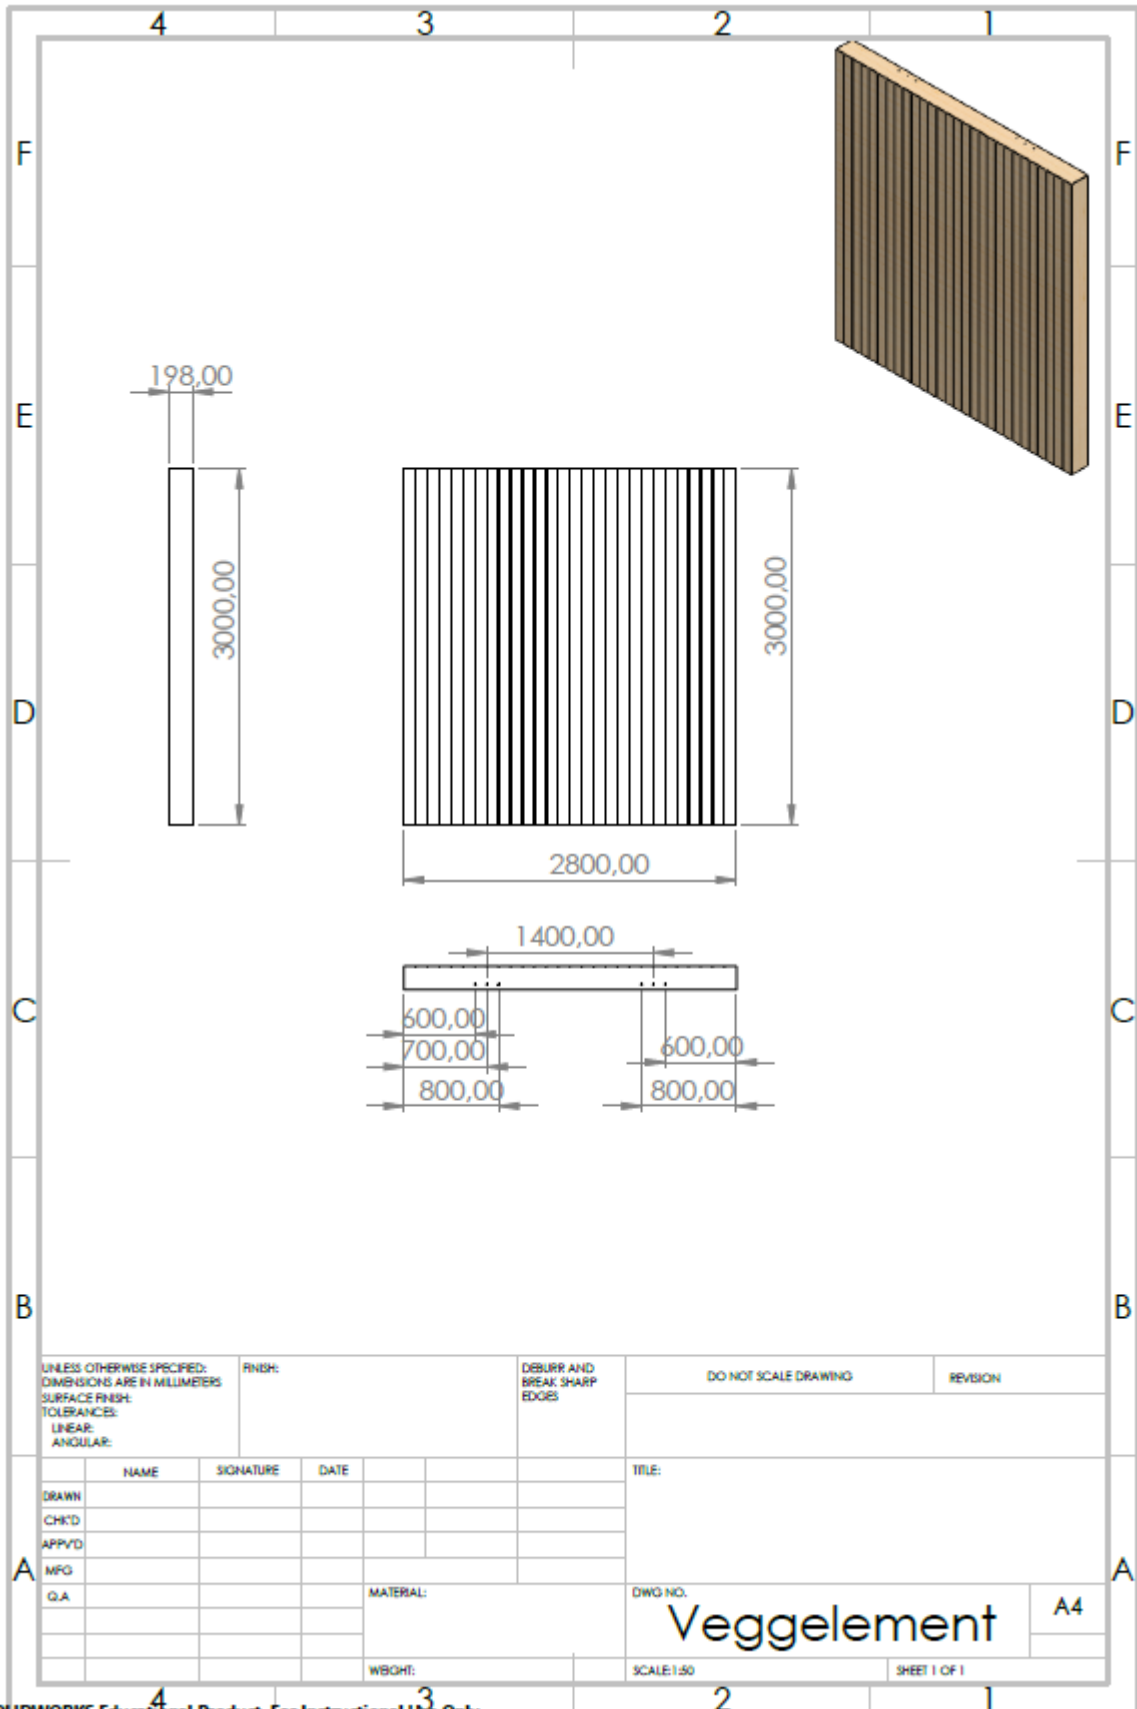 4 3 2 1
F F
198,00
E E
3000,00
3000,00
D D
2800,00
1400,00
C C
600,00
700,00
600,00
800,00
800,00
B B
UNLESS OTHERWISE SPECIFIED:
DIMENSIONS ARE IN MILLIMETERS
SURFACE FINISH:
TOLERANCES:
LINEAR:
ANGULAR:
FINISH:
DEBURR AND
BREAK SHARP
EDGES
DO NOT SCALE DRAWING
REVISION
NAME SIGNATURE DATE
TITLE:
DRAWN
CHK'D
APPV'D
A A
MFG
Q.A
MATERIAL:
DWG NO.
Veggelement
A4
WEIGHT:
SCALE:1:50
SHEET 1 OF 1
4 3 2 1